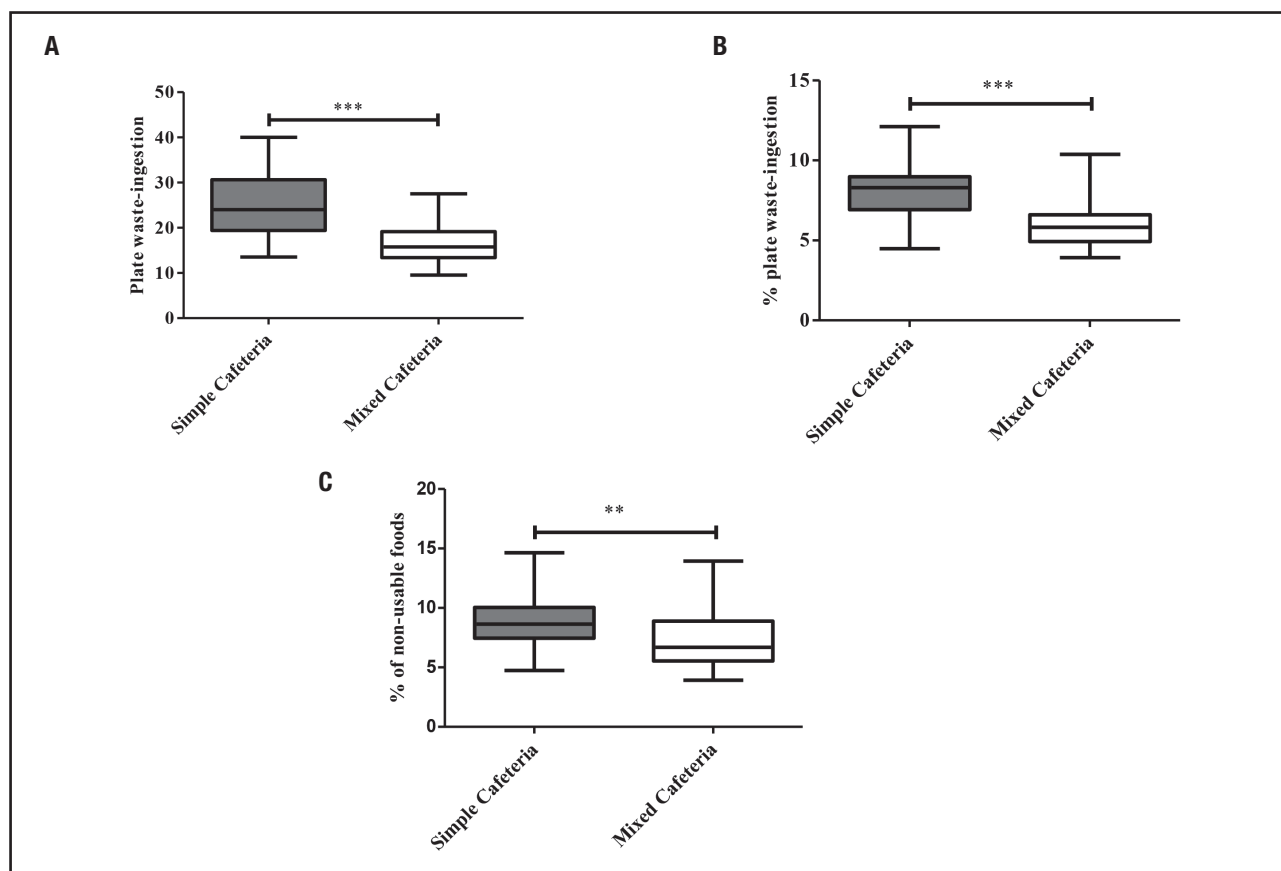 A
Plate waste-ingestion
50
40
30
20
10
0
***
Simple Cafeteria
Mixed Cafeteria
B
% plate waste-ingestion
15
10
5
0
***
Simple Cafeteria
Mixed Cafeteria
C
% of non-usable foods
20
15
10
5
0
**
Simple Cafeteria
Mixed Cafeteria